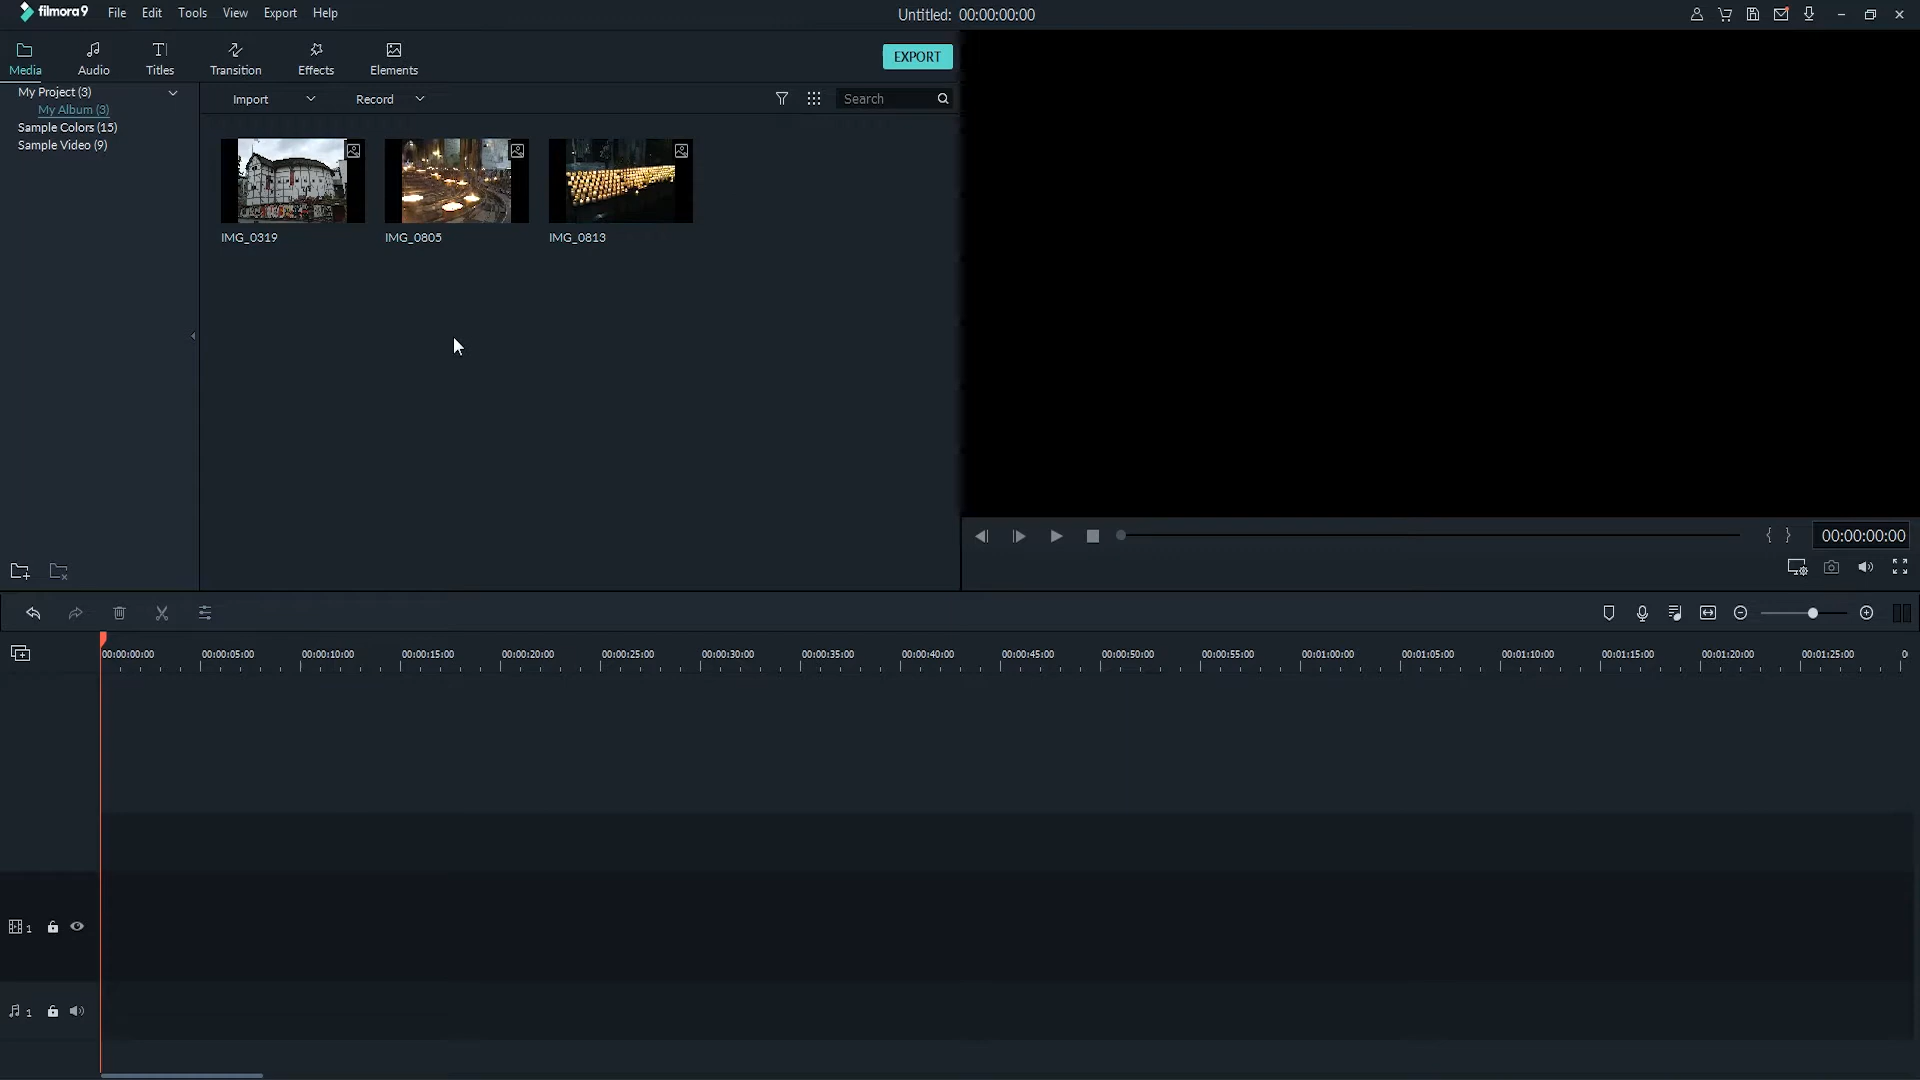 filmora9 File Edit Tools View Export Help Untitled: 00:00:00:00
Media Audio Titles Transition Effects Elements EXPORT
My Project (3)
My Album (3)
Sample Colors (15)
Sample Video (9)
Import Record Search
IMG_0319 IMG_0805 IMG_0813
00:00:00:00
00:00:00:00 00:00:05:00 00:00:10:00 00:00:15:00 00:00:20:00 00:00:25:00 00:00:30:00 00:00:35:00 00:00:40:00 00:00:45:00 00:00:50:00 00:00:55:00 00:01:00:00 00:01:05:00 00:01:10:00 00:01:15:00 00:01:20:00 00:01:25:00
1
1